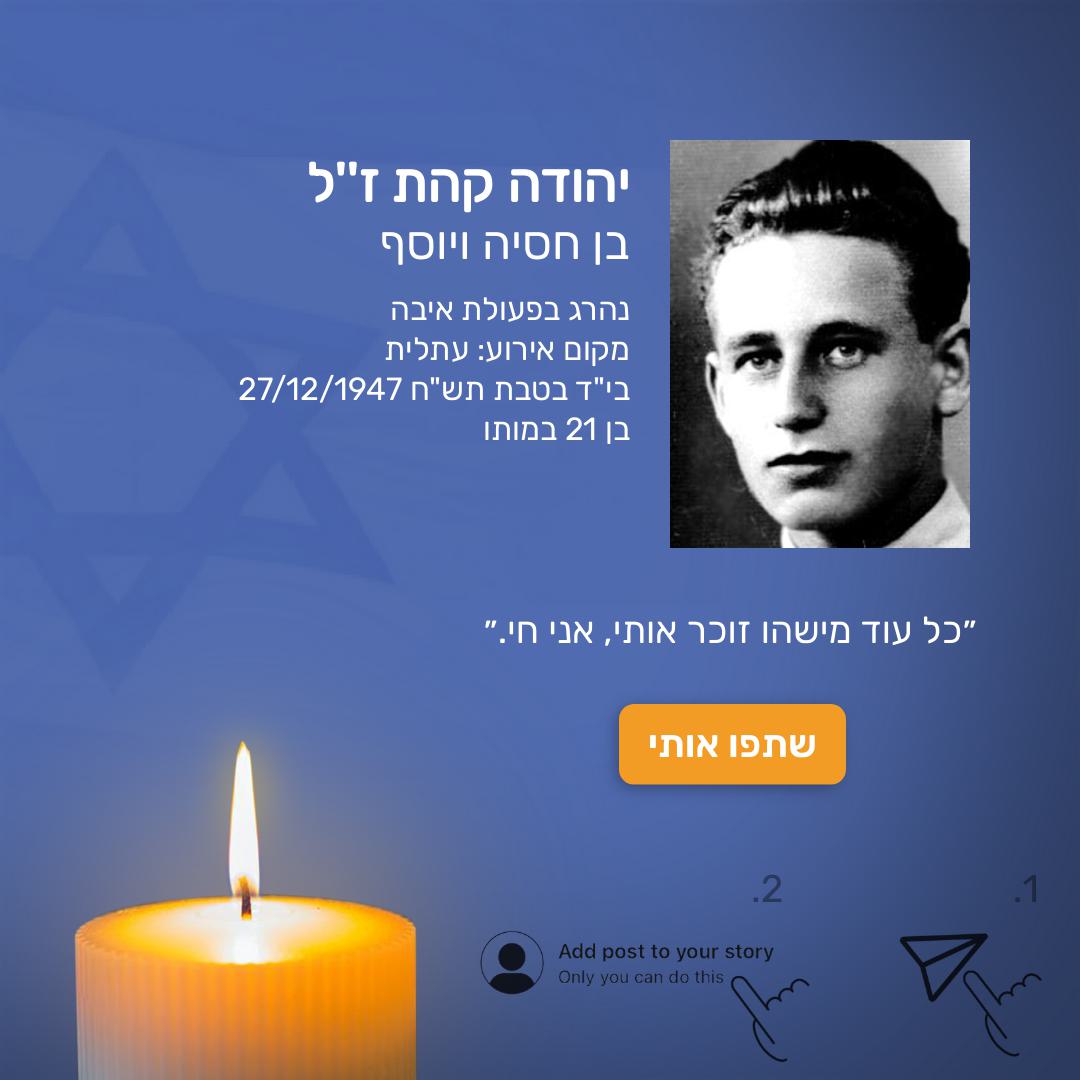 יהודה קהת ז"ל
בן חסיה ויוסף
נהרג בפעולת איבה
מקום אירוע: עתלית
בי"ד בטבת תש"ח 27/12/1947
בן 21 במותו
״כל עוד מישהו זוכר אותי, אני חי.״
שתפו אותי
1.
2.
Add post to your story
Only you can do this